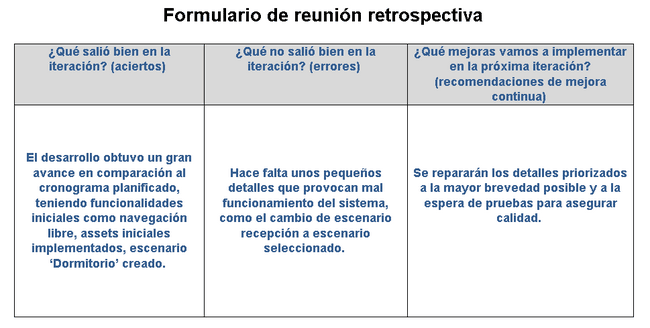 Formulario de reunión retrospectiva
¿Qué salió bien en la
iteración? (aciertos)
¿Qué no salió bien en la
iteración? (errores)
¿Qué mejoras vamos a implementar
en la próxima iteración?
(recomendaciones de mejora
continua)
El desarrollo obtuvo un gran
avance en comparación al
cronograma planificado,
teniendo funcionalidades
iniciales como navegación
libre, assets iniciales
implementados, escenario
‘Dormitorio’ creado.
Hace falta unos pequeños
detalles que provocan mal
funcionamiento del sistema,
como el cambio de escenario
recepción a escenario
seleccionado.
Se repararán los detalles priorizados
a la mayor brevedad posible y a la
espera de pruebas para asegurar
calidad.